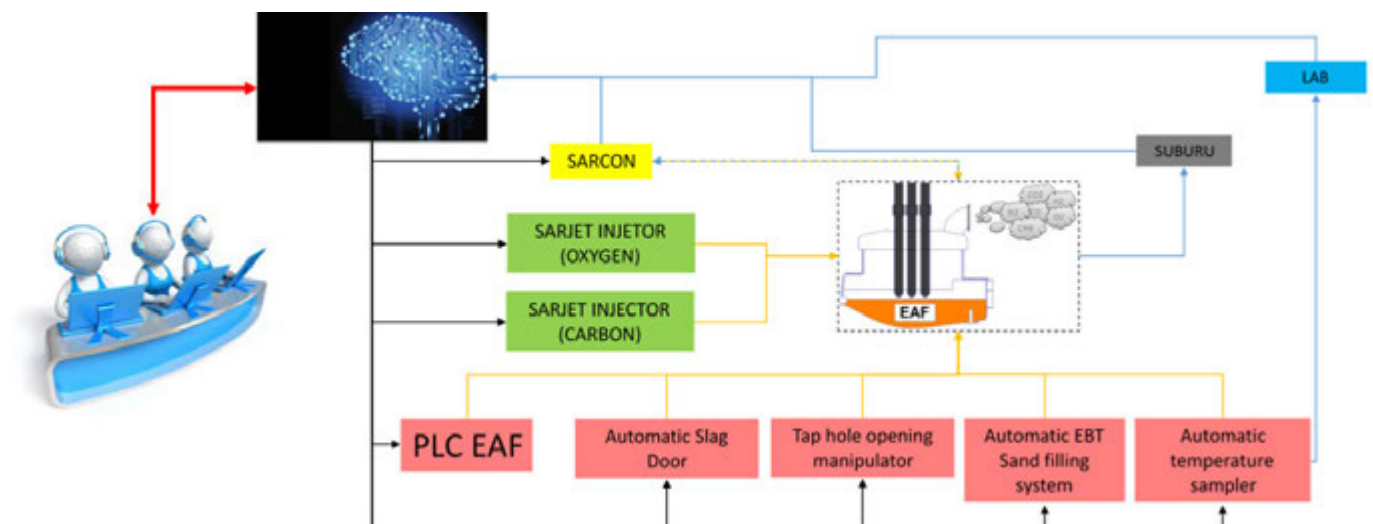 LAB
SUBURU
SARCON
SARJET INJETOR
(OXYGEN)
SARJET INJECTOR
(CARBON)
EAF
PLC EAF
Automatic Slag
Door
Tap hole opening
manipulator
Automatic EBT
Sand filling
system
Automatic
temperature
sampler